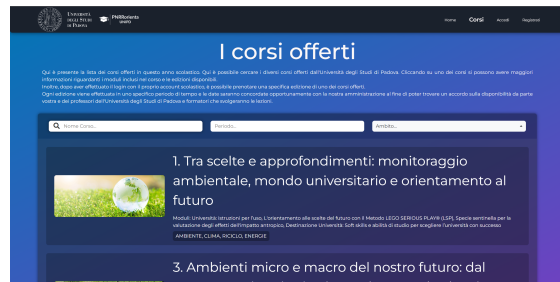 UNIVERSITÀ
DEGLI STUDI
DI PADOVA
PNRRorienta
UNIPD
Home
Corsi
Accedi
Registrati
I corsi offerti
Qui è presente la lista dei corsi offerti in questo anno scolastico. Qui è possibile cercare i diversi corsi offerti dall'Università degli Studi di Padova. Cliccando su uno dei corsi si possono avere maggiori
informazioni riguardanti i moduli inclusi nel corso e le edizioni disponibili.
Inoltre, dopo aver effettuato il login con il proprio account scolastico, è possibile prenotare una specifica edizione di uno dei corsi offerti.
Ogni edizione viene effettuata in uno specifico periodo di tempo e le date saranno concordate opportunamente con la nostra amministrazione al fine di poter trovare un accordo sulla disponibilità da parte
vostra e dei professori dall'Università degli Studi di Padova e formatori che svolgeranno le lezioni.
Nome Corso...
Periodo...
Ambito...
1. Tra scelte e approfondimenti: monitoraggio
ambientale, mondo universitario e orientamento al
futuro
Moduli: Università: istruzioni per l'uso, L'orientamento alle scelte del futuro con il Metodo LEGO SERIOUS PLAY® (LSP), Specie sentinella per la
valutazione degli effetti dell'impatto antropico, Destinazione Università: Soft skills e abilità di studio per scegliere l'università con successo
AMBIENTE, CLIMA, RICICLO, ENERGIE
3. Ambienti micro e macro del nostro futuro: dal